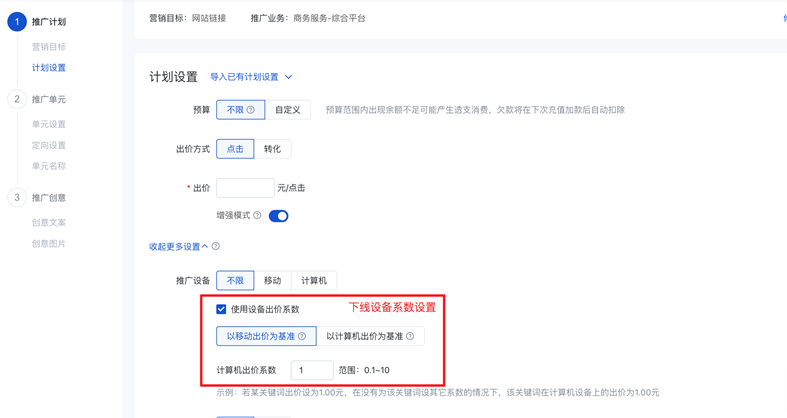 1 推广计划
营销目标
计划设置
2 推广单元
单元设置
定向设置
单元名称
3 推广创意
创意文案
创意图片
营销目标：网站链接 推广业务：商务服务-综合平台
计划设置 导入已有计划设置
预算 不限 自定义 预算范围内出现余额不足可能产生透支消费，欠款将在下次充值加款后自动扣除
出价方式 点击 转化
* 出价 元/点击
增强模式
收起更多设置
推广设备 不限 移动 计算机
使用设备出价系数 下线设备系数设置
以移动出价为基准 以计算机出价为基准
计算机出价系数 1 范围：0.1~10
示例：若某关键词出价设为1.00元，在没有为该关键词设其它系数的情况下，该关键词在计算机设备上的出价为1.00元